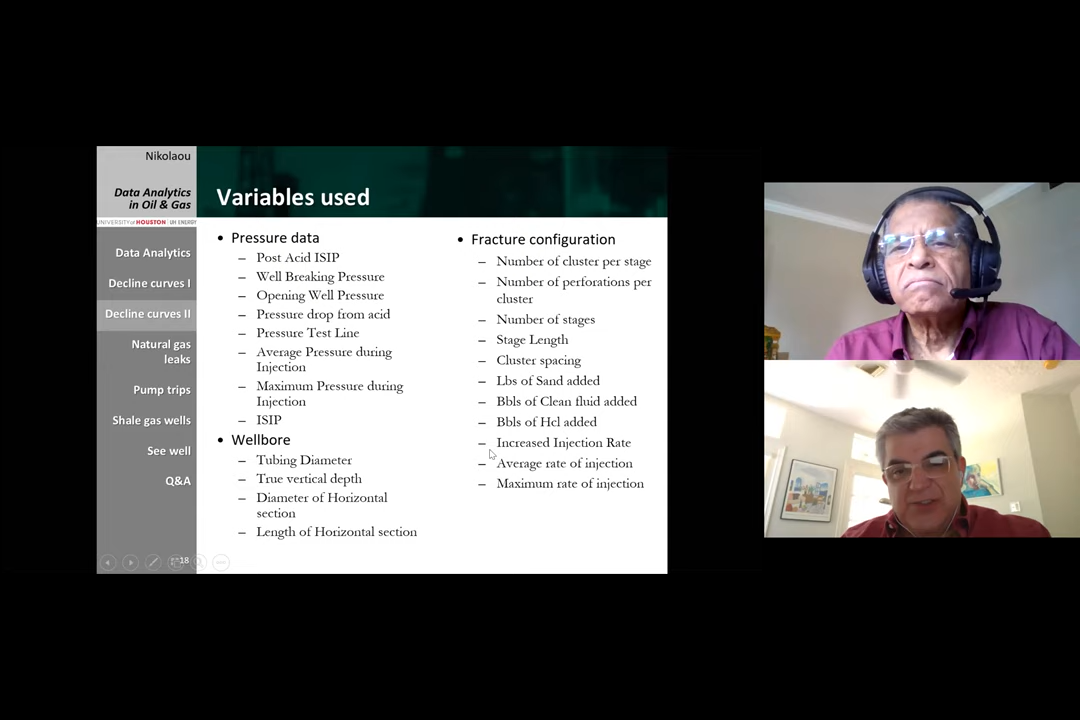 Nikolaou
Data Analytics
in Oil & Gas
UNIVERSITY of HOUSTON | UH ENERGY
Data Analytics
Decline curves I
Decline curves II
Natural gas
leaks
Pump trips
Shale gas wells
See well
Q&A
18
Variables used
• Pressure data
– Post Acid ISIP
– Well Breaking Pressure
– Opening Well Pressure
– Pressure drop from acid
– Pressure Test Line
– Average Pressure during
Injection
– Maximum Pressure during
Injection
– ISIP
• Wellbore
– Tubing Diameter
– True vertical depth
– Diameter of Horizontal
section
– Length of Horizontal section
• Fracture configuration
– Number of cluster per stage
– Number of perforations per
cluster
– Number of stages
– Stage Length
– Cluster spacing
– Lbs of Sand added
– Bbls of Clean fluid added
– Bbls of Hcl added
– Increased Injection Rate
– Average rate of injection
– Maximum rate of injection